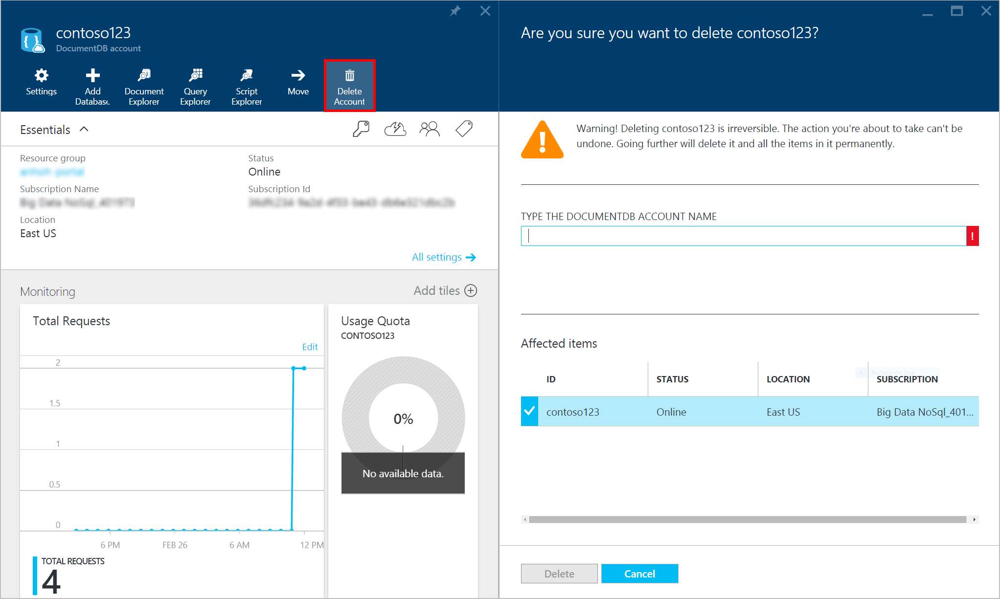 contoso123
DocumentDB account
Settings
Add
Databas
Document
Explorer
Query
Explorer
Script
Explorer
Move
Delete
Account
Essentials
Resource group
Status
Online
Subscription Name
Subscription Id
Location
East US
All settings
Monitoring
Add tiles
Total Requests
Edit
2
1.5
1
0.5
0
6 PM
FEB 26
6 AM
12 PM
TOTAL REQUESTS
4
Usage Quota
CONTOSO123
0%
No available data.
Are you sure you want to delete contoso123?
Warning! Deleting contoso123 is irreversible. The action you're about to take can't be
undone. Going further will delete it and all the items in it permanently.
TYPE THE DOCUMENTDB ACCOUNT NAME
!
Affected items
Rectangular Snip
ID
STATUS
LOCATION
SUBSCRIPTION
contoso123
Online
East US
Big Data NoSql_401...
Delete
Cancel